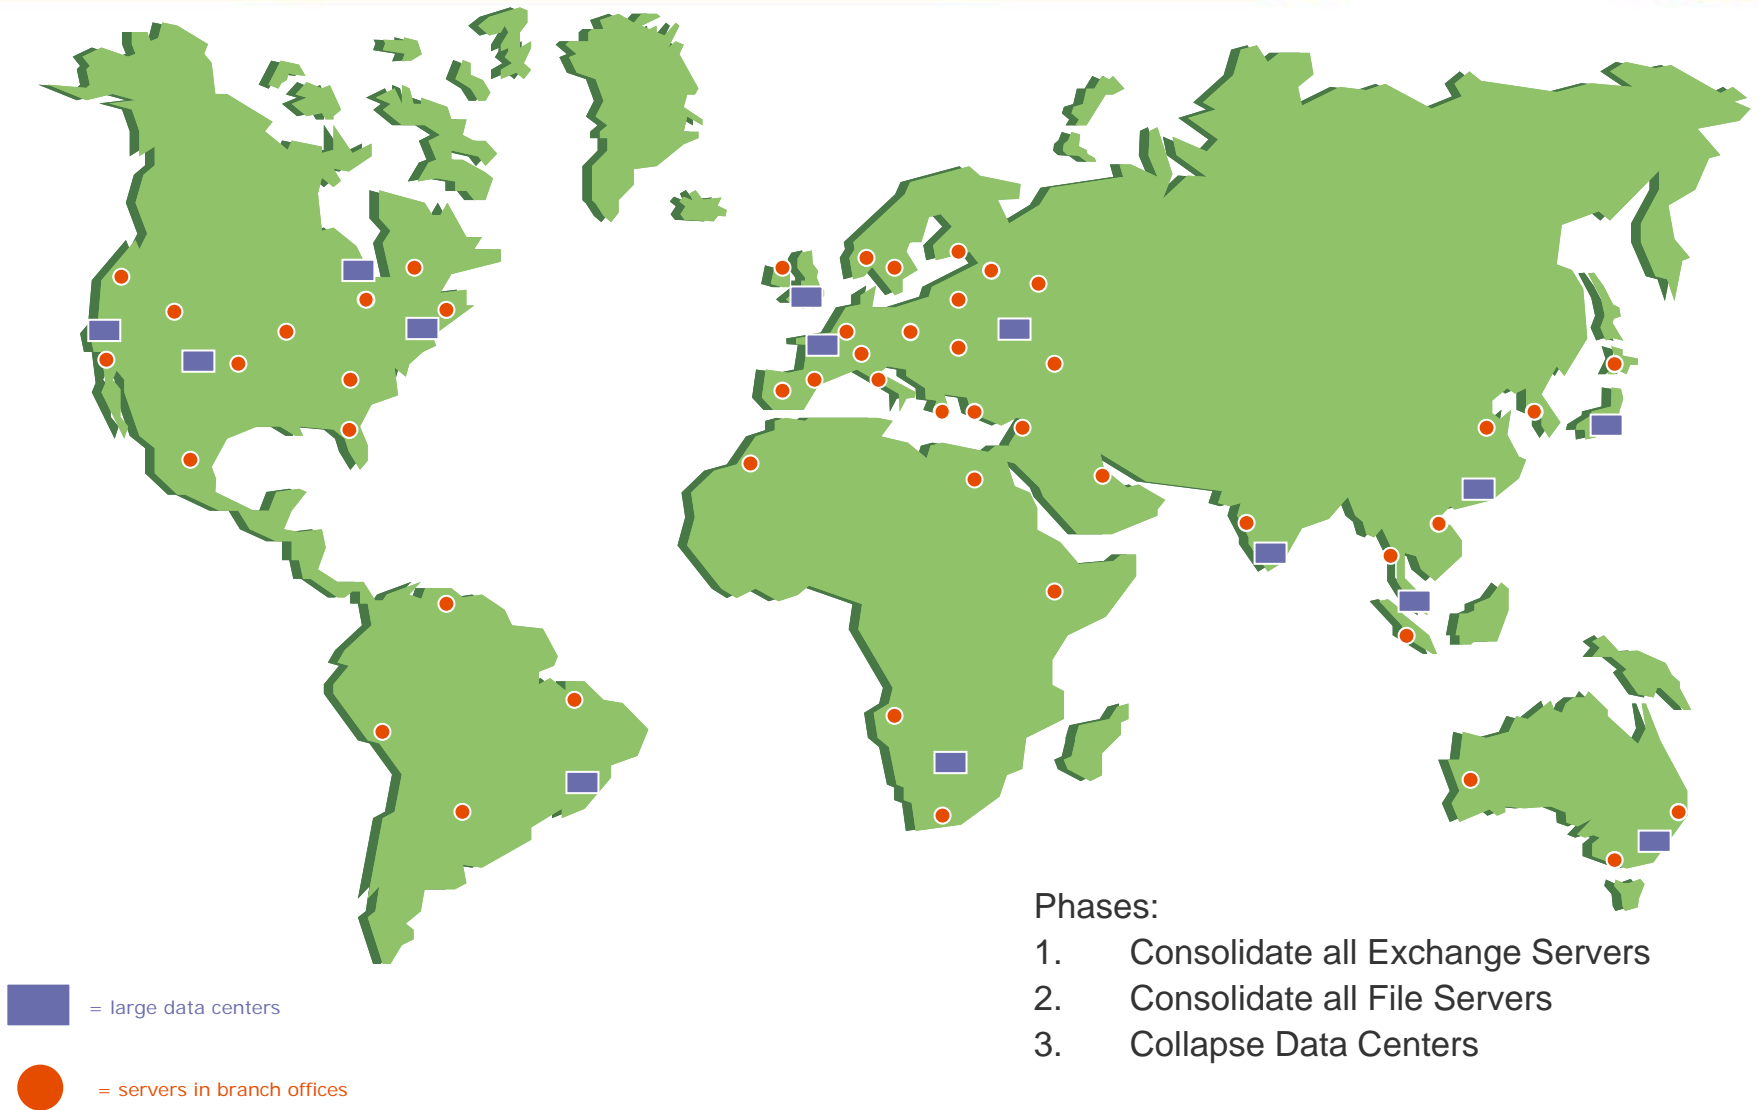 Phases:
1. Consolidate all Exchange Servers
2. Consolidate all File Servers
3. Collapse Data Centers
= large data centers
= servers in branch offices